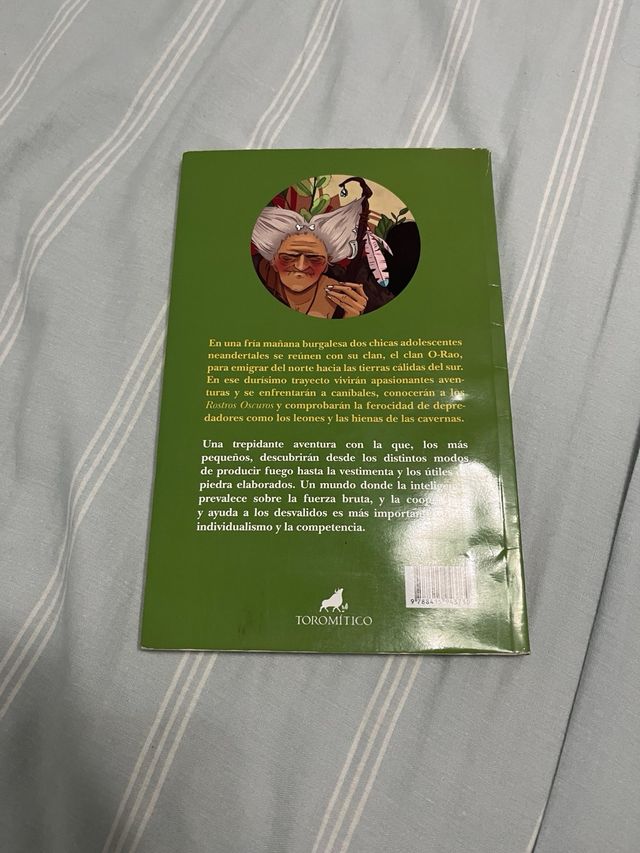 En una fría mañana burgalesa dos chicas adolescentes
neandertales se reúnen con su clan, el clan O-Rao,
para emigrar del norte hacia las tierras cálidas del sur.
En ese durísimo trayecto vivirán apasionantes aven-
turas y se enfrentarán a caníbales, conocerán a los
Rostros Oscuros y comprobarán la ferocidad de depre-
dadores como los leones y las hienas de las cavernas.
Una trepidante aventura con la que, los más
pequeños, descubrirán desde los distintos modos
de producir fuego hasta la vestimenta y los útiles
piedra elaborados. Un mundo donde la
prevalece sobre la fuerza bruta, y la
y ayuda a los desvalidos es más
individualismo y la competencia.
TOROMÍTICO